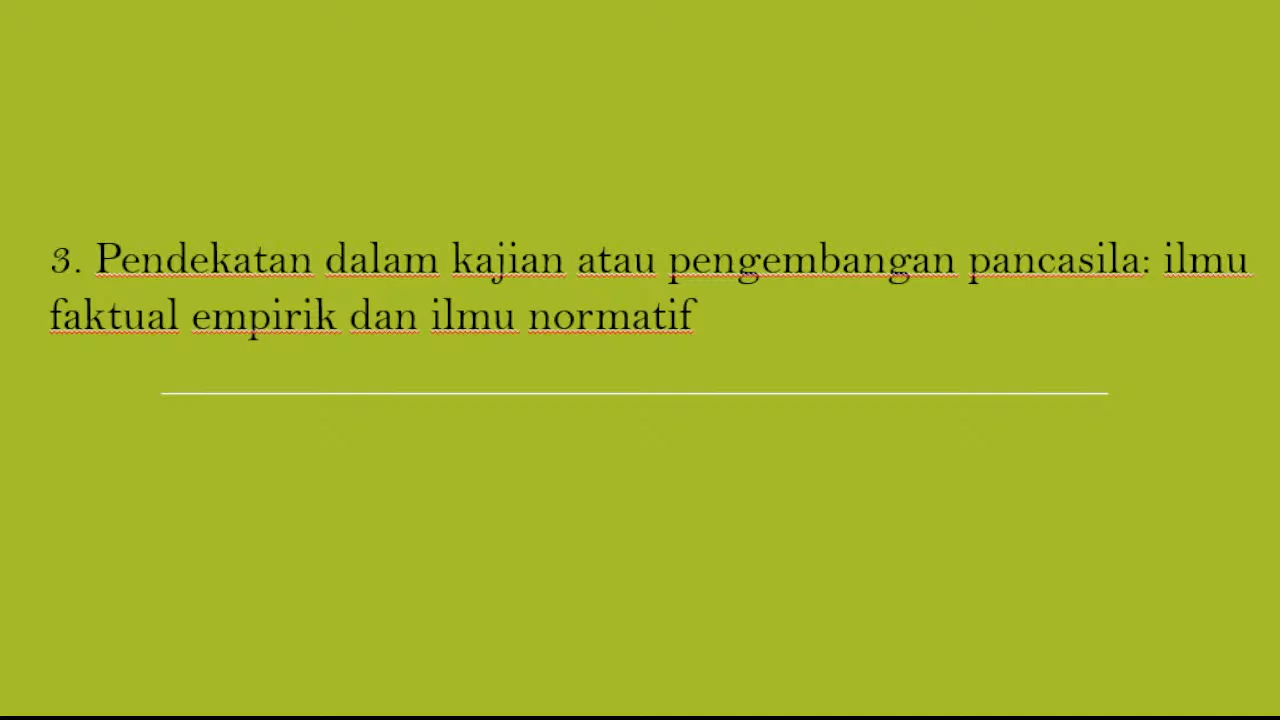 3. Pendekatan dalam kajian atau pengembangan pancasila: ilmu
faktual empirik dan ilmu normatif